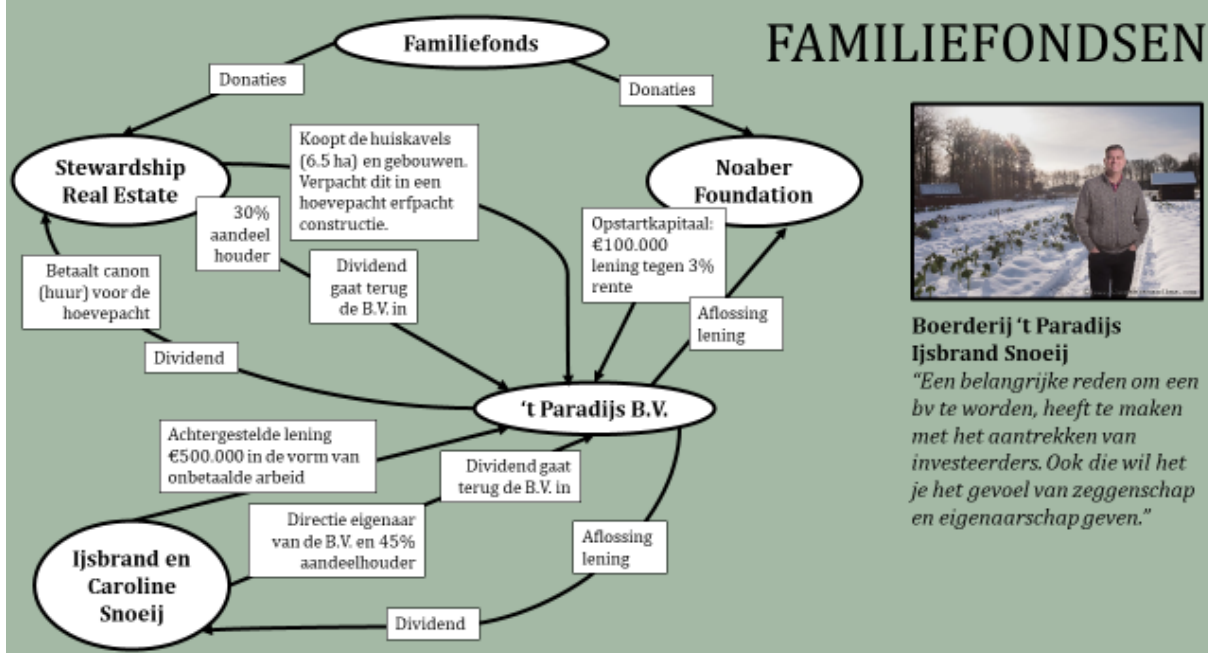 FAMILIEFONDSEN
Familiefonds
Donaties
Donaties
Stewardship
Real Estate
Koopt de huiskavels
(6.5 ha) en gebouwen.
Verpacht dit in een
hoevepacht erfpacht
constructie.
Noaber
Foundation
30%
aandeel
houder
Opstartkapitaal:
€100.000
lening tegen 3%
rente
Betaalt canon
(huur) voor de
hoevepacht
Dividend
gaat terug
de B.V. in
Aflossing
lening
Dividend
‘t Paradijs B.V.
Achtergestelde lening
€500.000 in de vorm van
onbetaalde arbeid
Dividend gaat
terug de B.V. in
Directie eigenaar
van de B.V. en 45%
aandeelhouder
Aflossing
lening
Ijsbrand en
Caroline
Snoeij
Dividend
Boerderij ‘t Paradijs
Ijsbrand Snoeij
“Een belangrijke reden om een
bv te worden, heeft te maken
met het aantrekken van
investeerders. Ook die wil het
je het gevoel van zeggenschap
en eigenaarschap geven.”